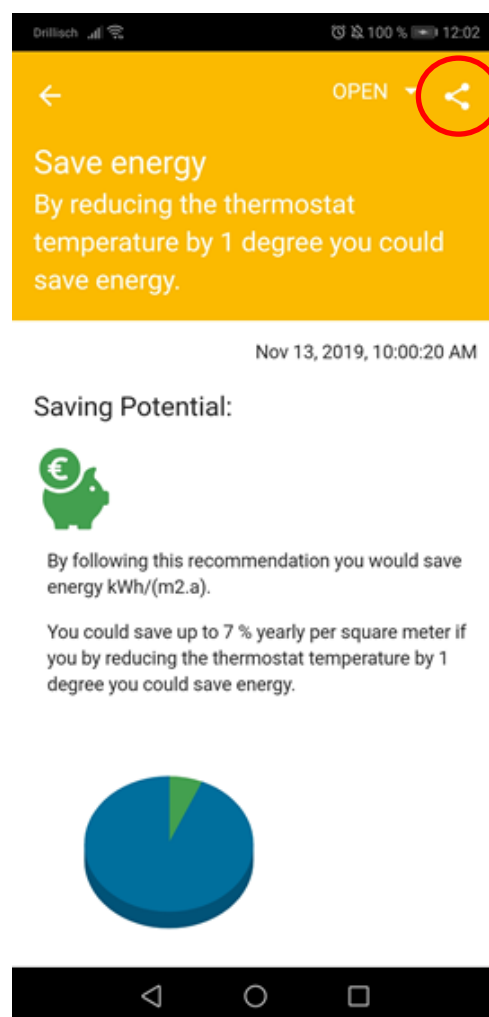 Drillisch 100 % 12:02
OPEN
Save energy
By reducing the thermostat
temperature by 1 degree you could
save energy.
Nov 13, 2019, 10:00:20 AM
Saving Potential:
€
By following this recommendation you would save
energy kWh/(m2.a).
You could save up to 7 % yearly per square meter if
you by reducing the thermostat temperature by 1
degree you could save energy.